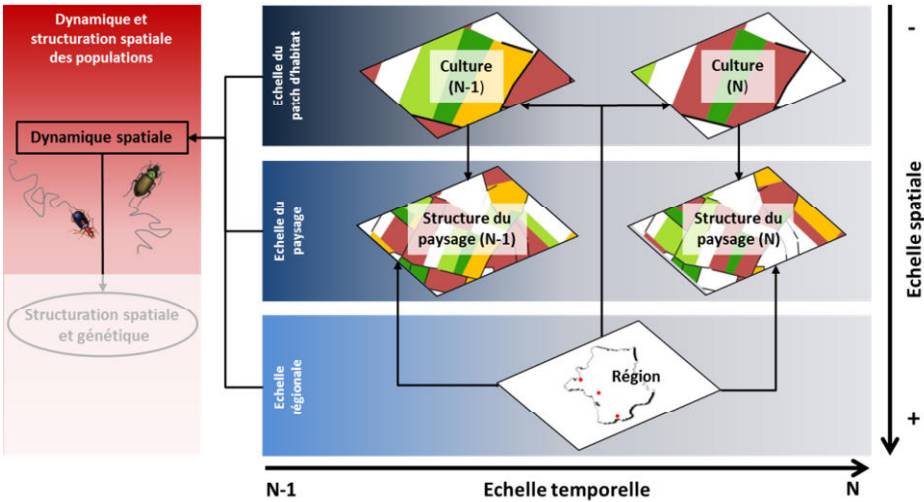 Dynamique et
structuration spatiale
des populations
Dynamique spatiale
Structuration spatiale
et génétique
Echelle du
patch d'habitat
Culture
(N-1)
Culture
(N)
Echelle du
paysage
Structure du
paysage (N-1)
Structure du
paysage (N)
Echelle
régionale
Région
-
Echelle spatiale
+
N-1
Echelle temporelle
N